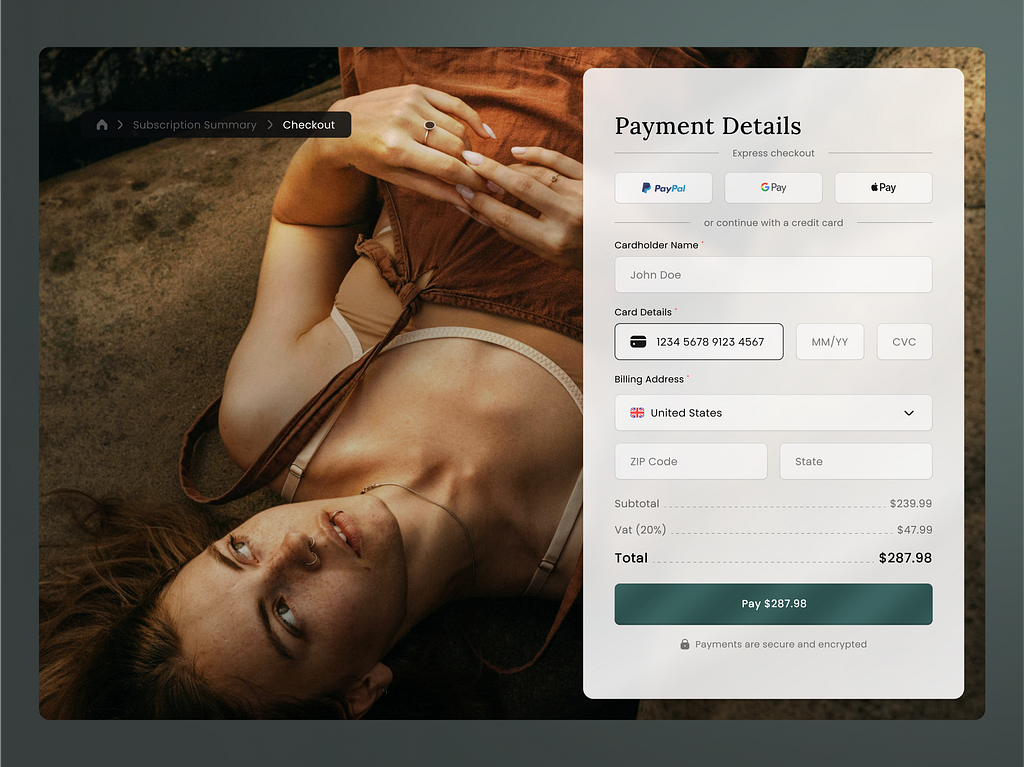 Subscription Summary
Checkout
Payment Details
Express checkout
PayPal
G Pay
Pay
or continue with a credit card
Cardholder Name *
John Doe
Card Details *
1234 5678 9123 4567
MM/YY
CVC
Billing Address *
United States
ZIP Code
State
Subtotal $239.99
Vat (20%) $47.99
Total $287.98
Pay $287.98
Payments are secure and encrypted